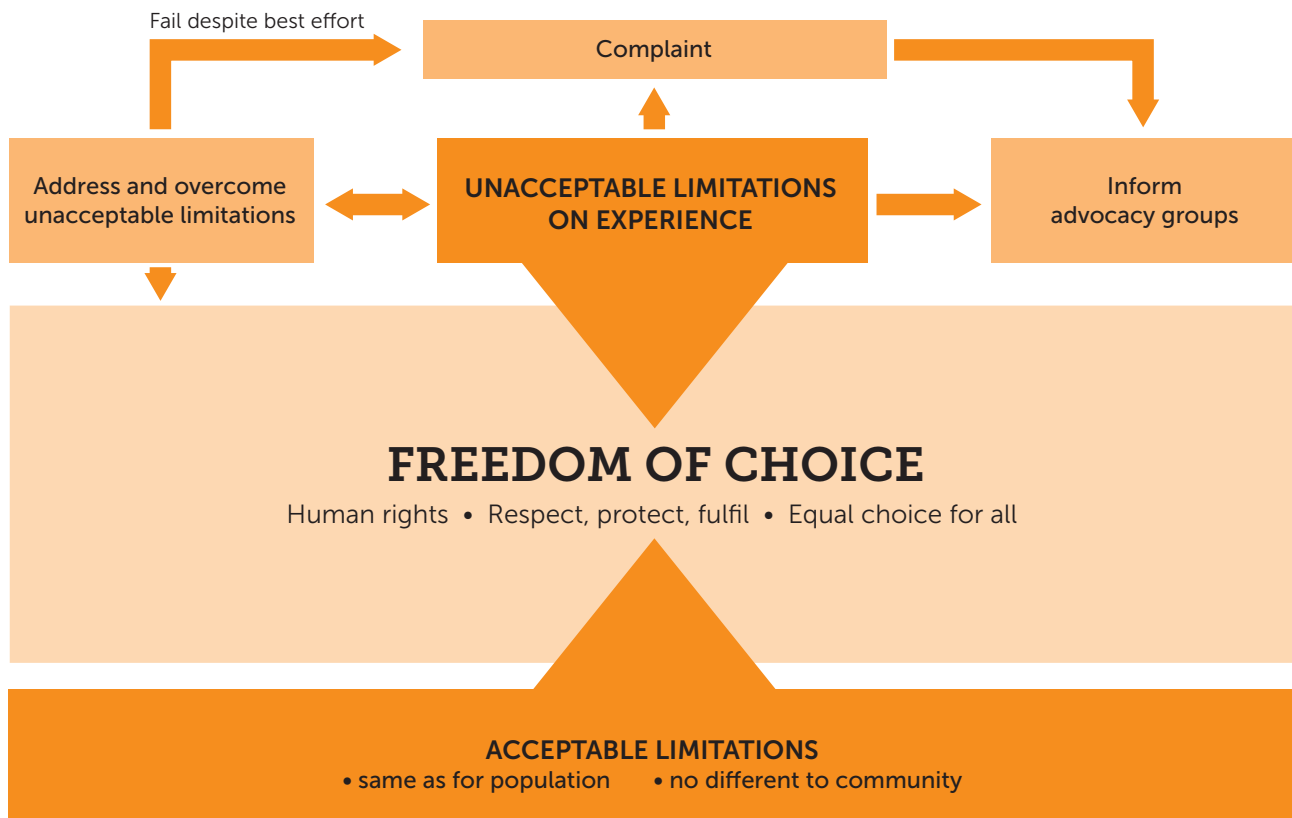 Fail despite best effort
Complaint
Address and overcome
unacceptable limitations
UNACCEPTABLE LIMITATIONS
ON EXPERIENCE
Inform
advocacy groups
FREEDOM OF CHOICE
Human rights • Respect, protect, fulfil • Equal choice for all
ACCEPTABLE LIMITATIONS
• same as for population • no different to community